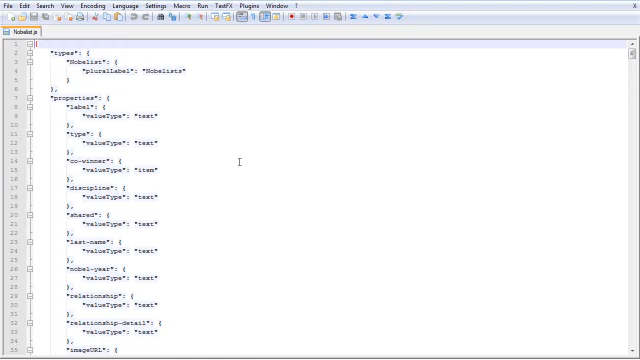 File Edit Search View Encoding Language Settings Macro Run TextFX Plugins Window ? X
Nobelist.js
1 {
2 "types": {
3 "Nobelist": {
4 "pluralLabel": "Nobelists"
5 }
6 },
7 "properties": {
8 "label": {
9 "valueType": "text"
10 },
11 "type": {
12 "valueType": "text"
13 },
14 "co-winner": {
15 "valueType": "item"
16 },
17 "discipline": {
18 "valueType": "text"
19 },
20 "shared": {
21 "valueType": "text"
22 },
23 "last-name": {
24 "valueType": "text"
25 },
26 "nobel-year": {
27 "valueType": "text"
28 },
29 "relationship": {
30 "valueType": "text"
31 },
32 "relationship-detail": {
33 "valueType": "text"
34 },
35 "imageURL": {